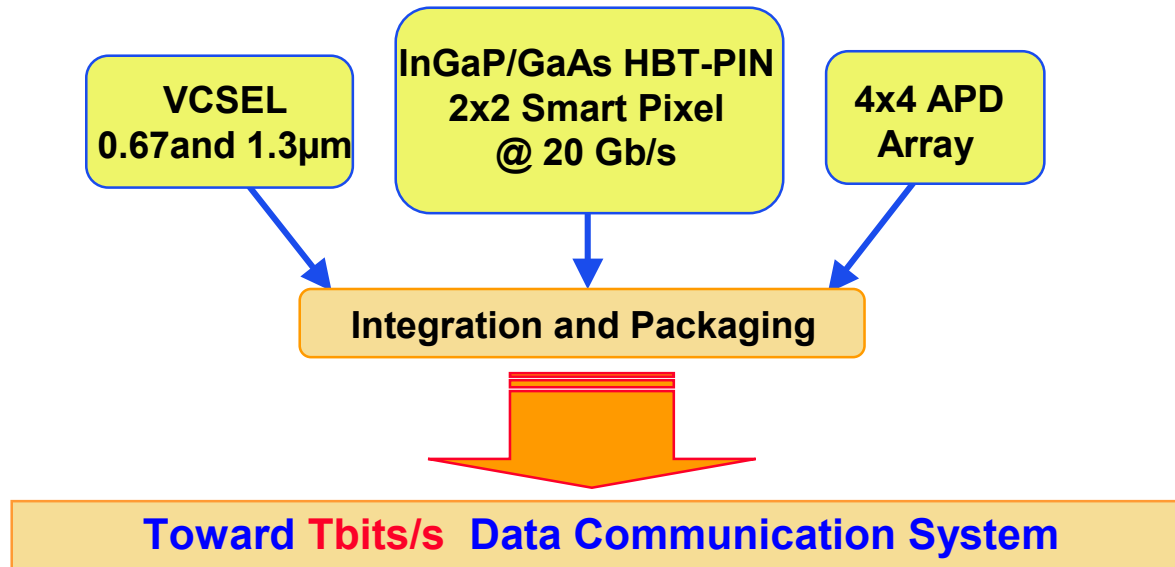 VCSEL
0.67and 1.3µm
InGaP/GaAs HBT-PIN
2x2 Smart Pixel
@ 20 Gb/s
4x4 APD
Array
Integration and Packaging
Toward Tbits/s Data Communication System